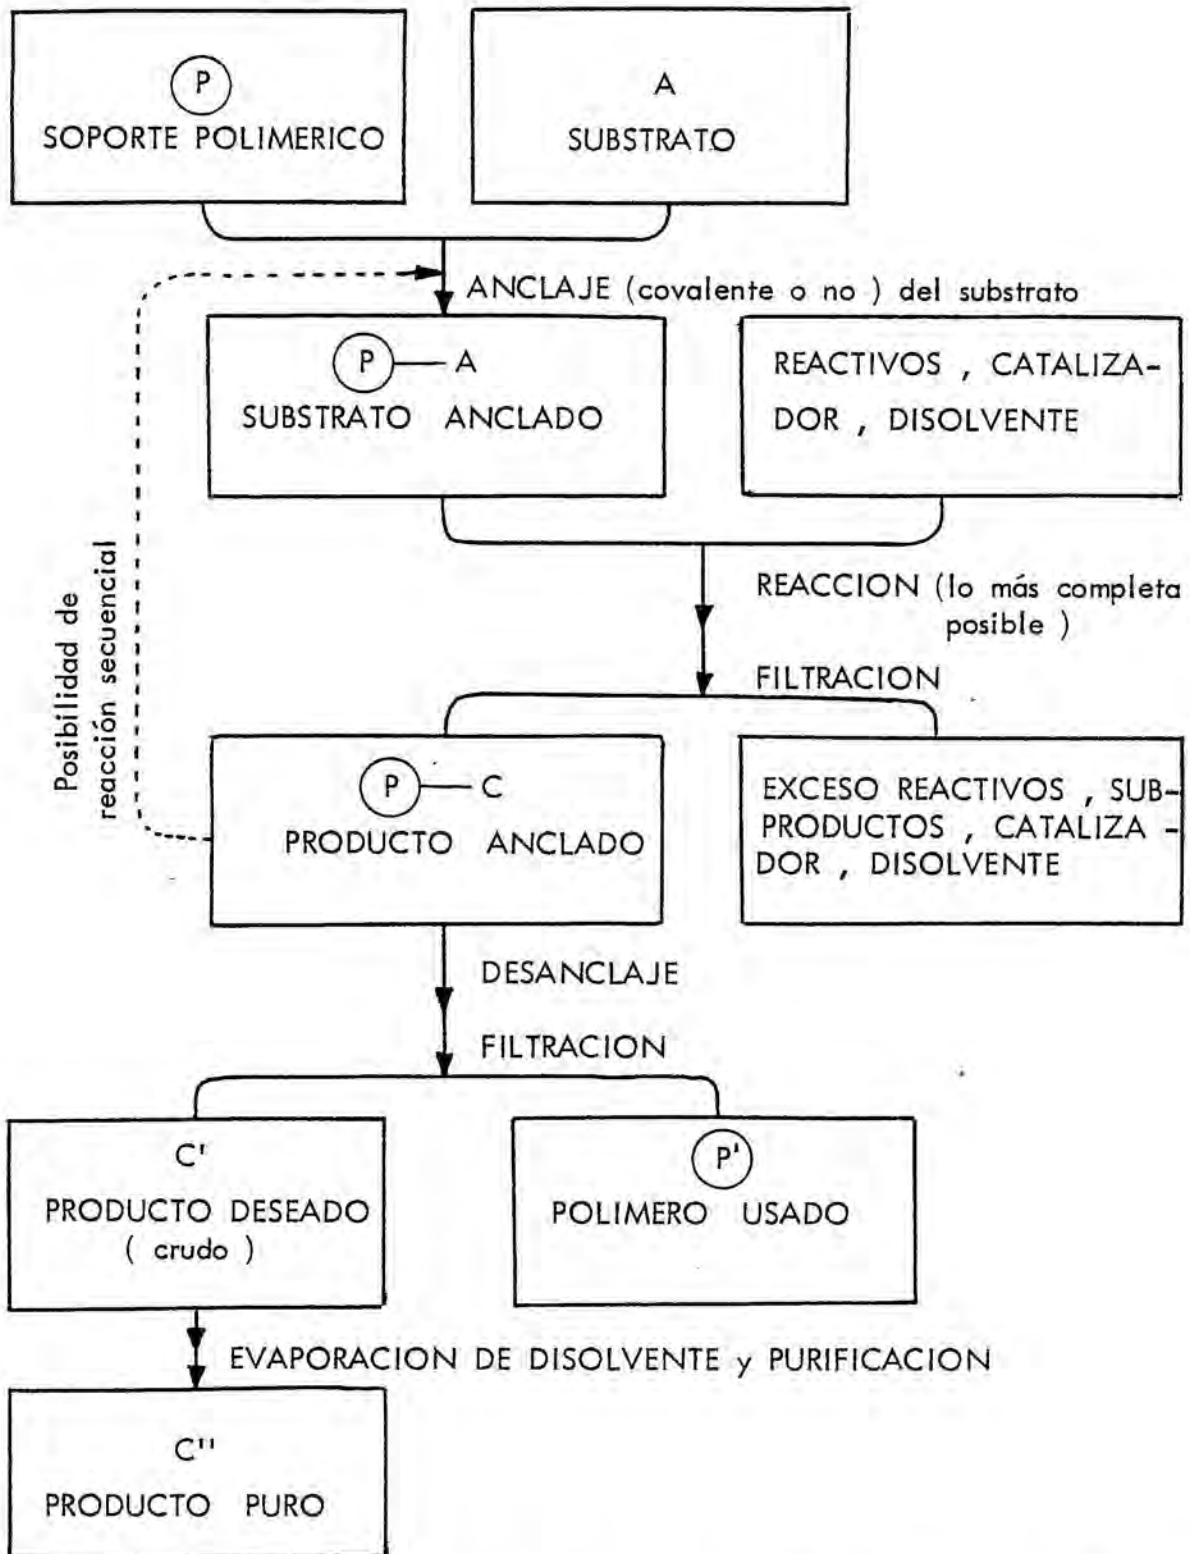 P
SOPORTE POLIMERICO
A
SUBSTRATO
ANCLAJE (covalente o no ) del substrato
P — A
SUBSTRATO ANCLADO
REACTIVOS , CATALIZA-
DOR , DISOLVENTE
REACCION (lo más completa
posible )
FILTRACION
Posibilidad de
reacción secuencial
P — C
PRODUCTO ANCLADO
EXCESO REACTIVOS , SUB-
PRODUCTOS , CATALIZA -
DOR , DISOLVENTE
DESANCLAJE
FILTRACION
C'
PRODUCTO DESEADO
( crudo )
P'
POLIMERO USADO
EVAPORACION DE DISOLVENTE y PURIFICACION
C''
PRODUCTO PURO